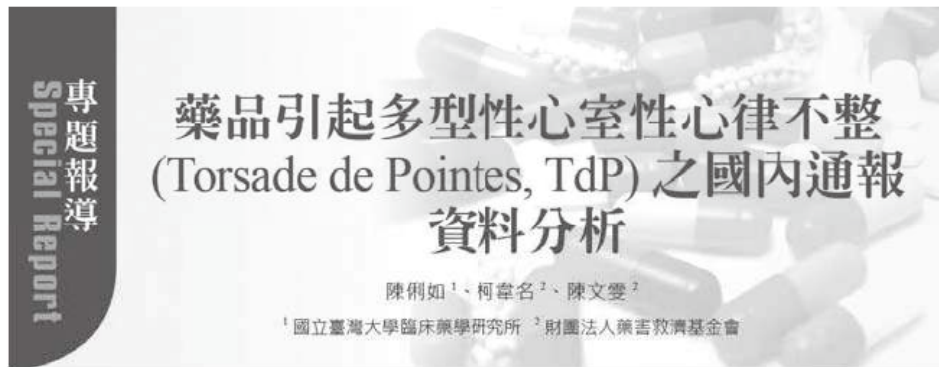 專題報導
Special Report
藥品引起多型性心室性心律不整
(Torsade de Pointes, TdP) 之國內通報
資料分析
陳俐如¹、柯韋名²、陳文雯²
¹ 國立臺灣大學臨床藥學研究所 ² 財團法人藥害救濟基金會